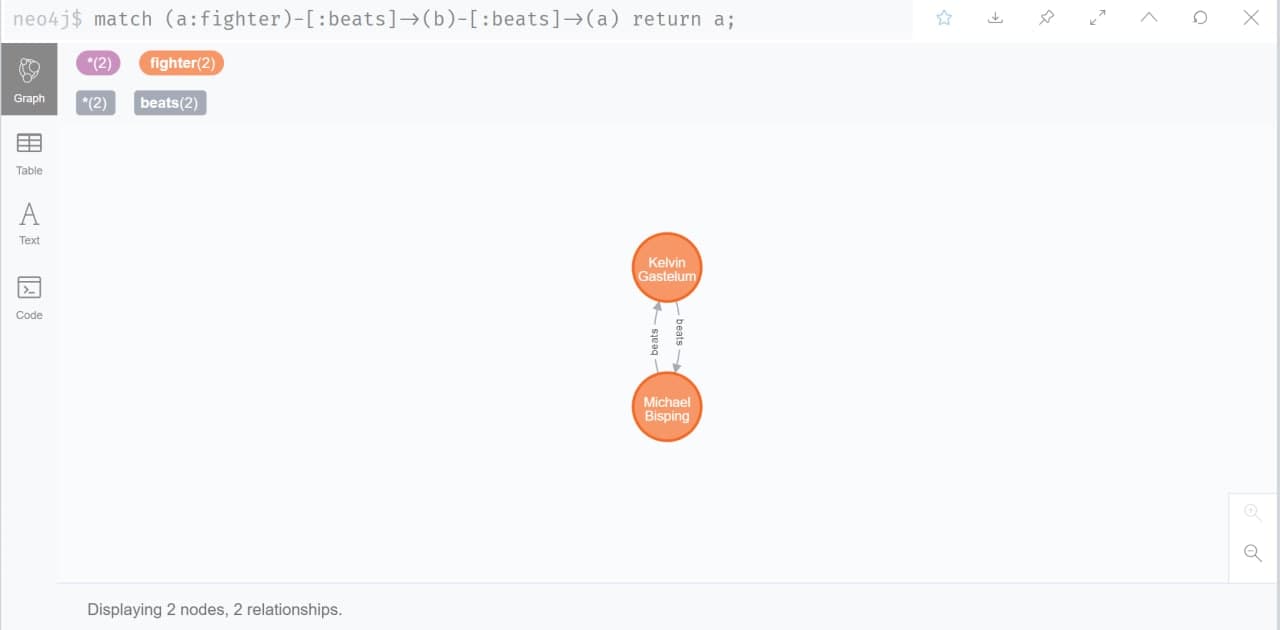 neo4j$ match (a:fighter)-[:beats]→(b)-[:beats]→(a) return a;
*(2) fighter(2)
*(2) beats(2)
Graph
Table
Text
Code
Kelvin
Gastelum
beats beats
Michael
Bisping
Displaying 2 nodes, 2 relationships.